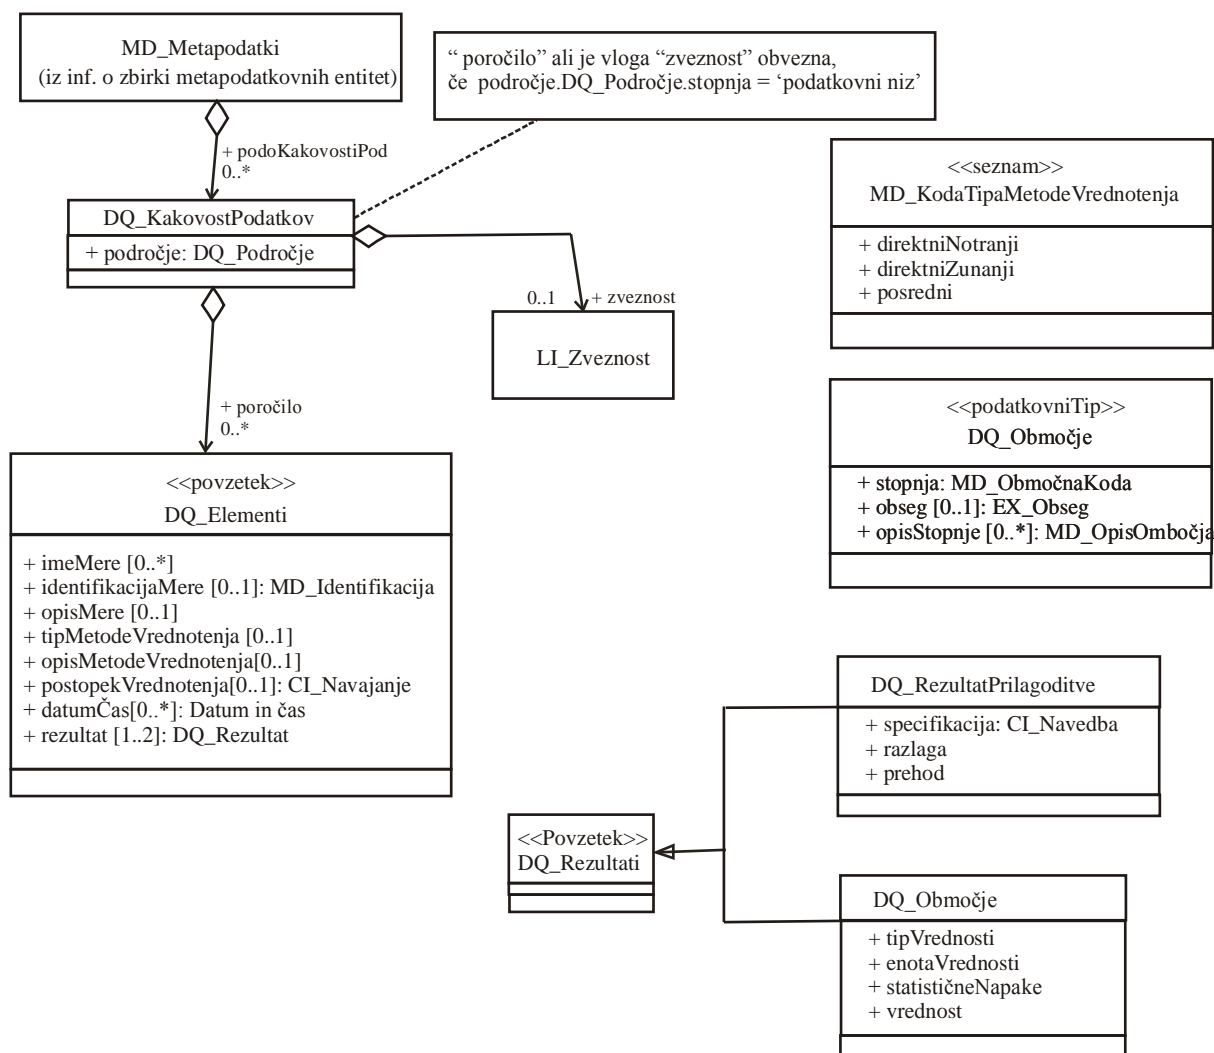 MD_Metapodatki
(iz inf. o zbirki metapodatkovnih entitet)
“ poročilo” ali je vloga “zveznost” obvezna,
če  področje.DQ_Področje.stopnja = ‘podatkovni niz’
+ podoKakovostiPod
0..*
DQ_KakovostPodatkov
+ področje: DQ_Področje
0..1
+ zveznost
LI_Zveznost
+ poročilo
0..*
<<povzetek>>
DQ_Elementi
+ imeMere [0..*]
+ identifikacijaMere [0..1]: MD_Identifikacija
+ opisMere [0..1]
+ tipMetodeVrednotenja [0..1]
+ opisMetodeVrednotenja[0..1]
+ postopekVrednotenja[0..1]: CI_Navajanje
+ datumČas[0..*]: Datum in čas
+ rezultat [1..2]: DQ_Rezultat
<<seznam>>
MD_KodaTipaMetodeVrednotenja
+ direktniNotranji
+ direktniZunanji
+ posredni
<<podatkovniTip>>
DQ_Območje
+ stopnja: MD_ObmočnaKoda
+ obseg [0..1]: EX_Obseg
+ opisStopnje [0..*]: MD_OpisOmbočja
DQ_RezultatPrilagoditve
+ specifikacija: CI_Navedba
+ razlaga
+ prehod
<<Povzetek>>
DQ_Rezultati
DQ_Območje
+ tipVrednosti
+ enotaVrednosti
+ statističneNapake
+ vrednost